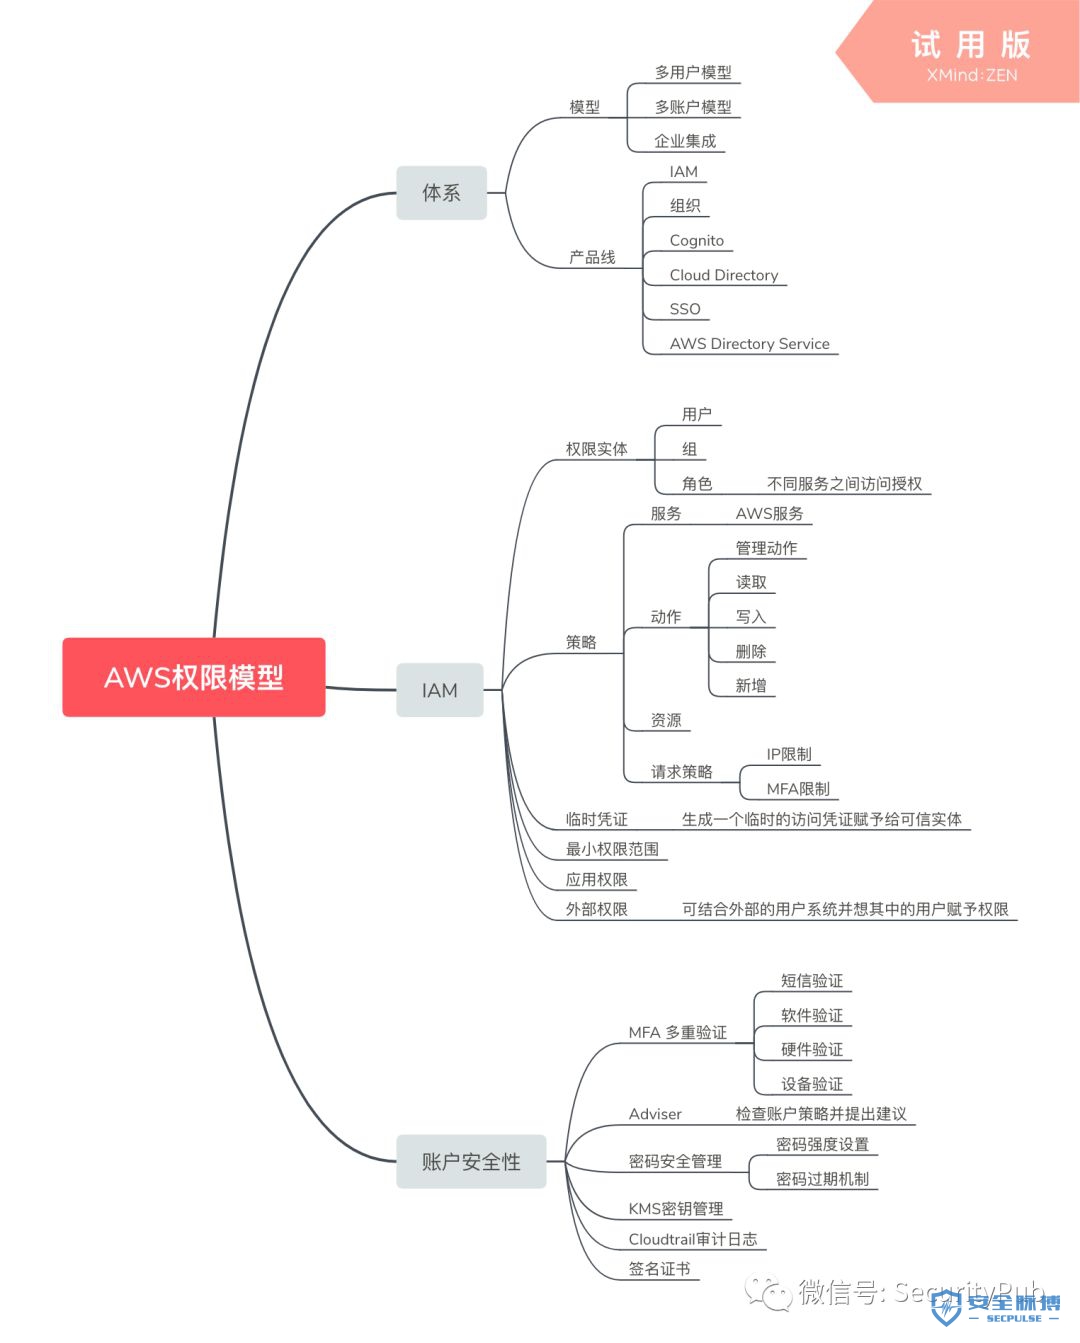 试用版
XMind:ZEN
AWS权限模型
体系
模型
多用户模型
多账户模型
企业集成
产品线
IAM
组织
Cognito
Cloud Directory
SSO
AWS Directory Service
IAM
权限实体
用户
组
角色
不同服务之间访问授权
策略
服务
AWS服务
动作
管理动作
读取
写入
删除
新增
资源
请求策略
IP限制
MFA限制
临时凭证
生成一个临时的访问凭证赋予给可信实体
最小权限范围
应用权限
外部权限
可结合外部的用户系统并想其中的用户赋予权限
账户安全性
MFA 多重验证
短信验证
软件验证
硬件验证
设备验证
Adviser
检查账户策略并提出建议
密码安全管理
密码强度设置
密码过期机制
KMS密钥管理
Cloudtrail审计日志
签名证书
微信号: SecurityPub
安全脉搏
SECPULSE